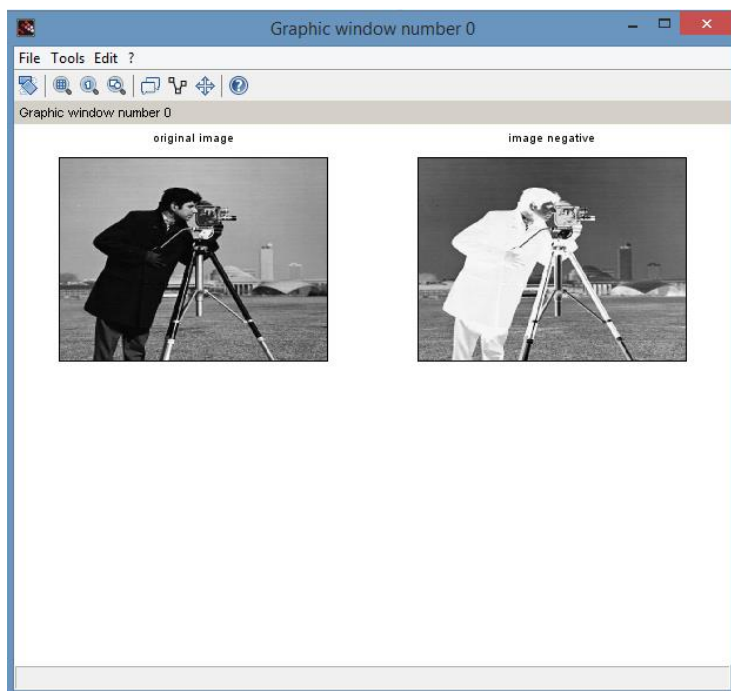 Graphic window number 0
File Tools Edit ?
Graphic window number 0
original image
image negative